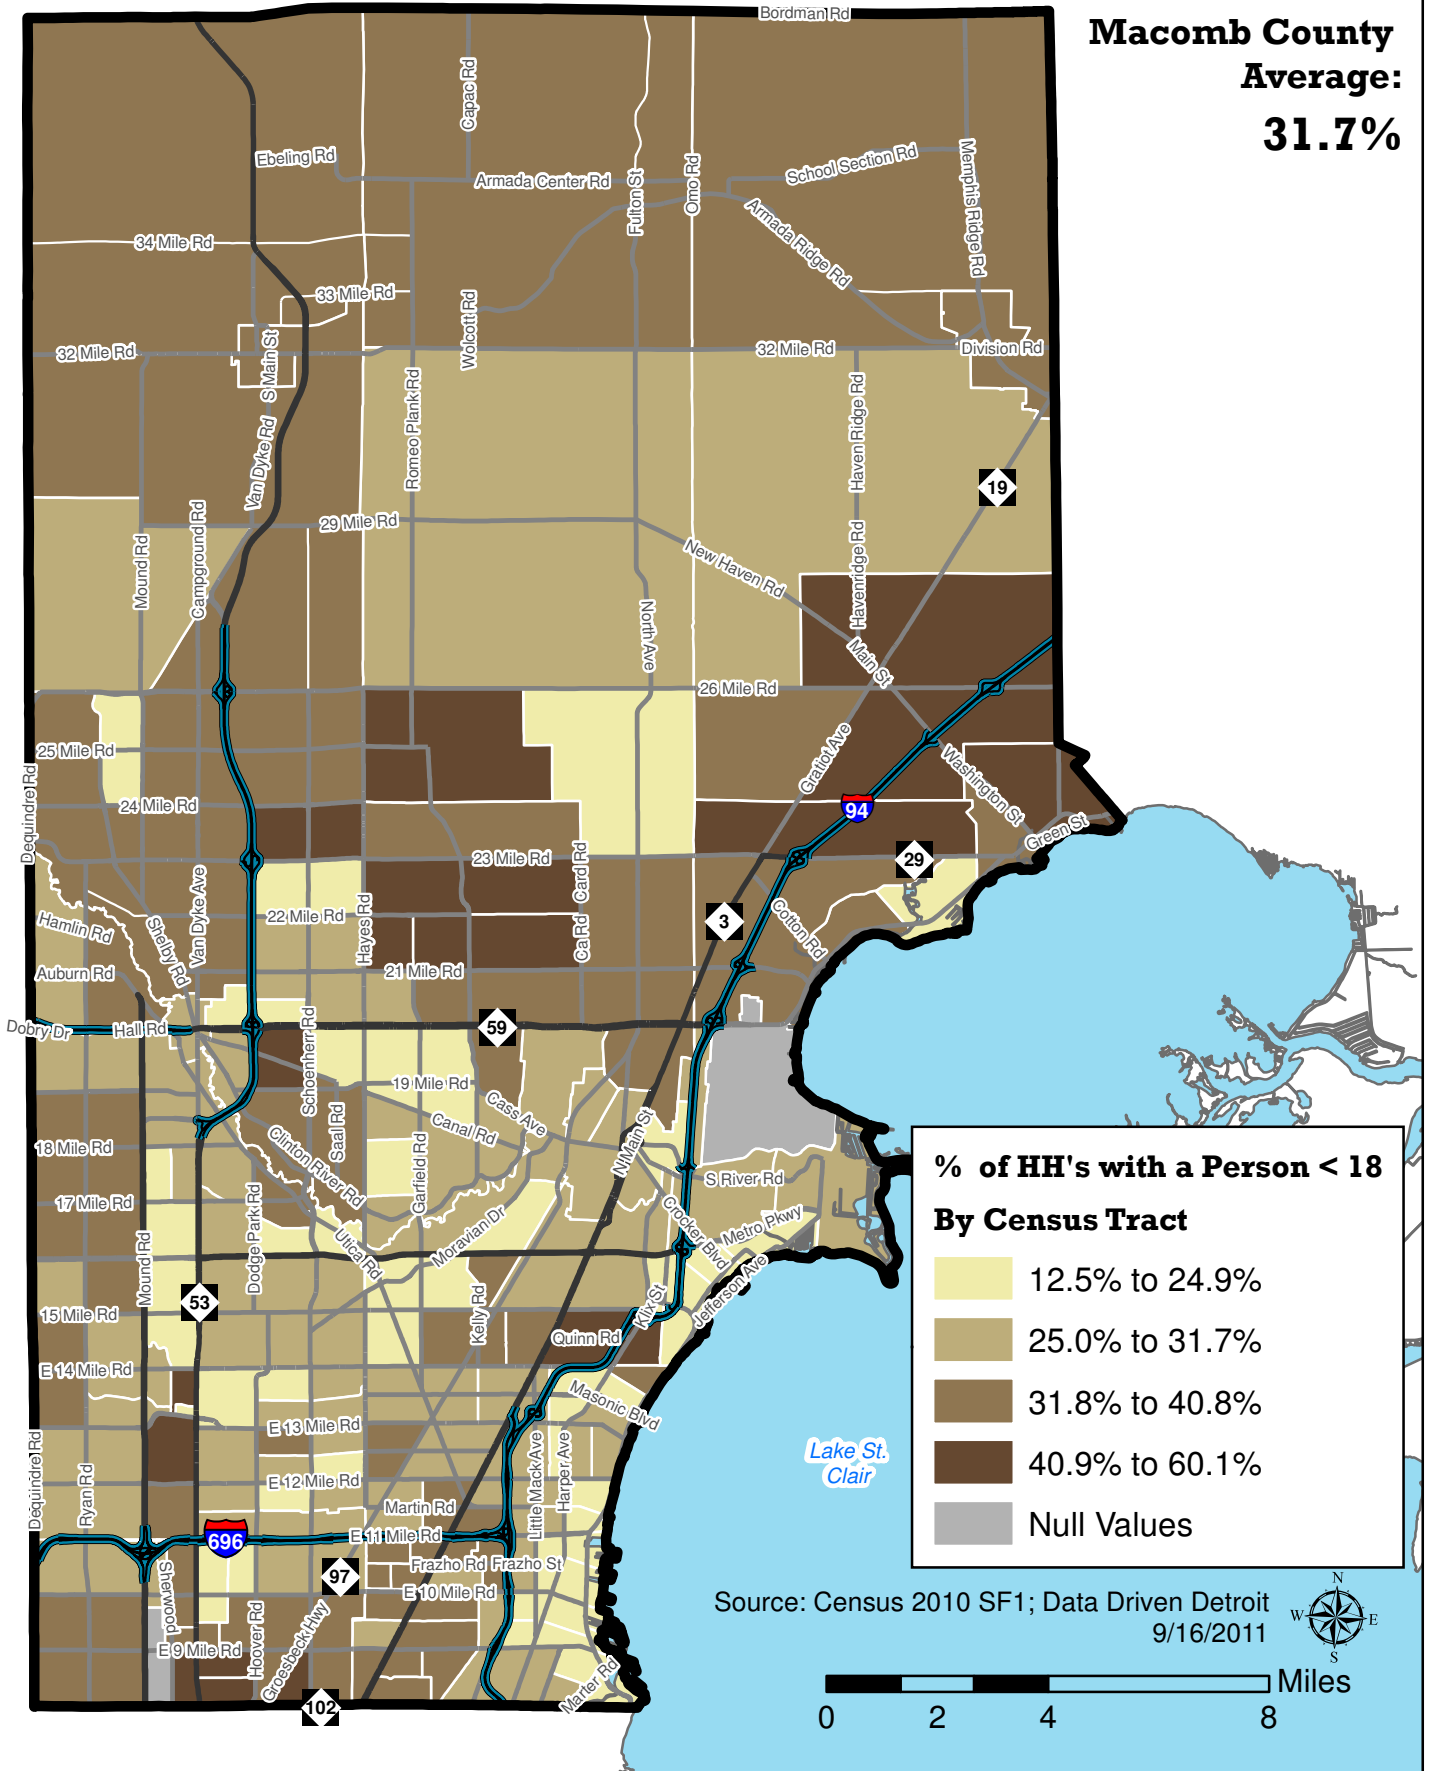 Macomb County
Average:
31.7%
Bordman Rd
Capac Rd
Ebeling Rd
Armada Center Rd
Fulton St
Omo Rd
School Section Rd
Memphis Ridge Rd
Armada Ridge Rd
34 Mile Rd
33 Mile Rd
Wolcott Rd
32 Mile Rd
S Main St
32 Mile Rd
Division Rd
Romeo Plank Rd
Haven Ridge Rd
Van Dyke Rd
19
29 Mile Rd
Mound Rd
Campground Rd
New Haven Rd
Havenridge Rd
North Ave
Main St
26 Mile Rd
25 Mile Rd
Gratiot Ave
Washington St
Dequindre Rd
24 Mile Rd
94
Green St
23 Mile Rd
Card Rd
29
Van Dyke Ave
22 Mile Rd
Hayes Rd
Ca Rd
3
Cotton Rd
Hamlin Rd
Shelby Rd
Auburn Rd
21 Mile Rd
Dobry Dr
Hall Rd
59
Schoenherr Rd
19 Mile Rd
Cass Ave
Canal Rd
Saal Rd
N Main St
18 Mile Rd
Clinton River Rd
Garfield Rd
S River Rd
17 Mile Rd
Dodge Park Rd
Moravian Dr
Crocker Blvd
Metro Pkwy
Mound Rd
Utica Rd
Jefferson Ave
53
15 Mile Rd
Kelly Rd
Klix St
Quinn Rd
E 14 Mile Rd
Masonic Blvd
E 13 Mile Rd
Dequindre Rd
Ryan Rd
E 12 Mile Rd
Little Mack Ave
Harper Ave
Martin Rd
696
E 11 Mile Rd
Frazho Rd
Frazho St
97
E 10 Mile Rd
Sherwood
E 9 Mile Rd
Hoover Rd
Groesbeck Hwy
Marter Rd
102
Lake St.
Clair
% of HH's with a Person < 18
By Census Tract
12.5% to 24.9%
25.0% to 31.7%
31.8% to 40.8%
40.9% to 60.1%
Null Values
Source: Census 2010 SF1; Data Driven Detroit
9/16/2011
N
W
E
S
Miles
0 2 4 8